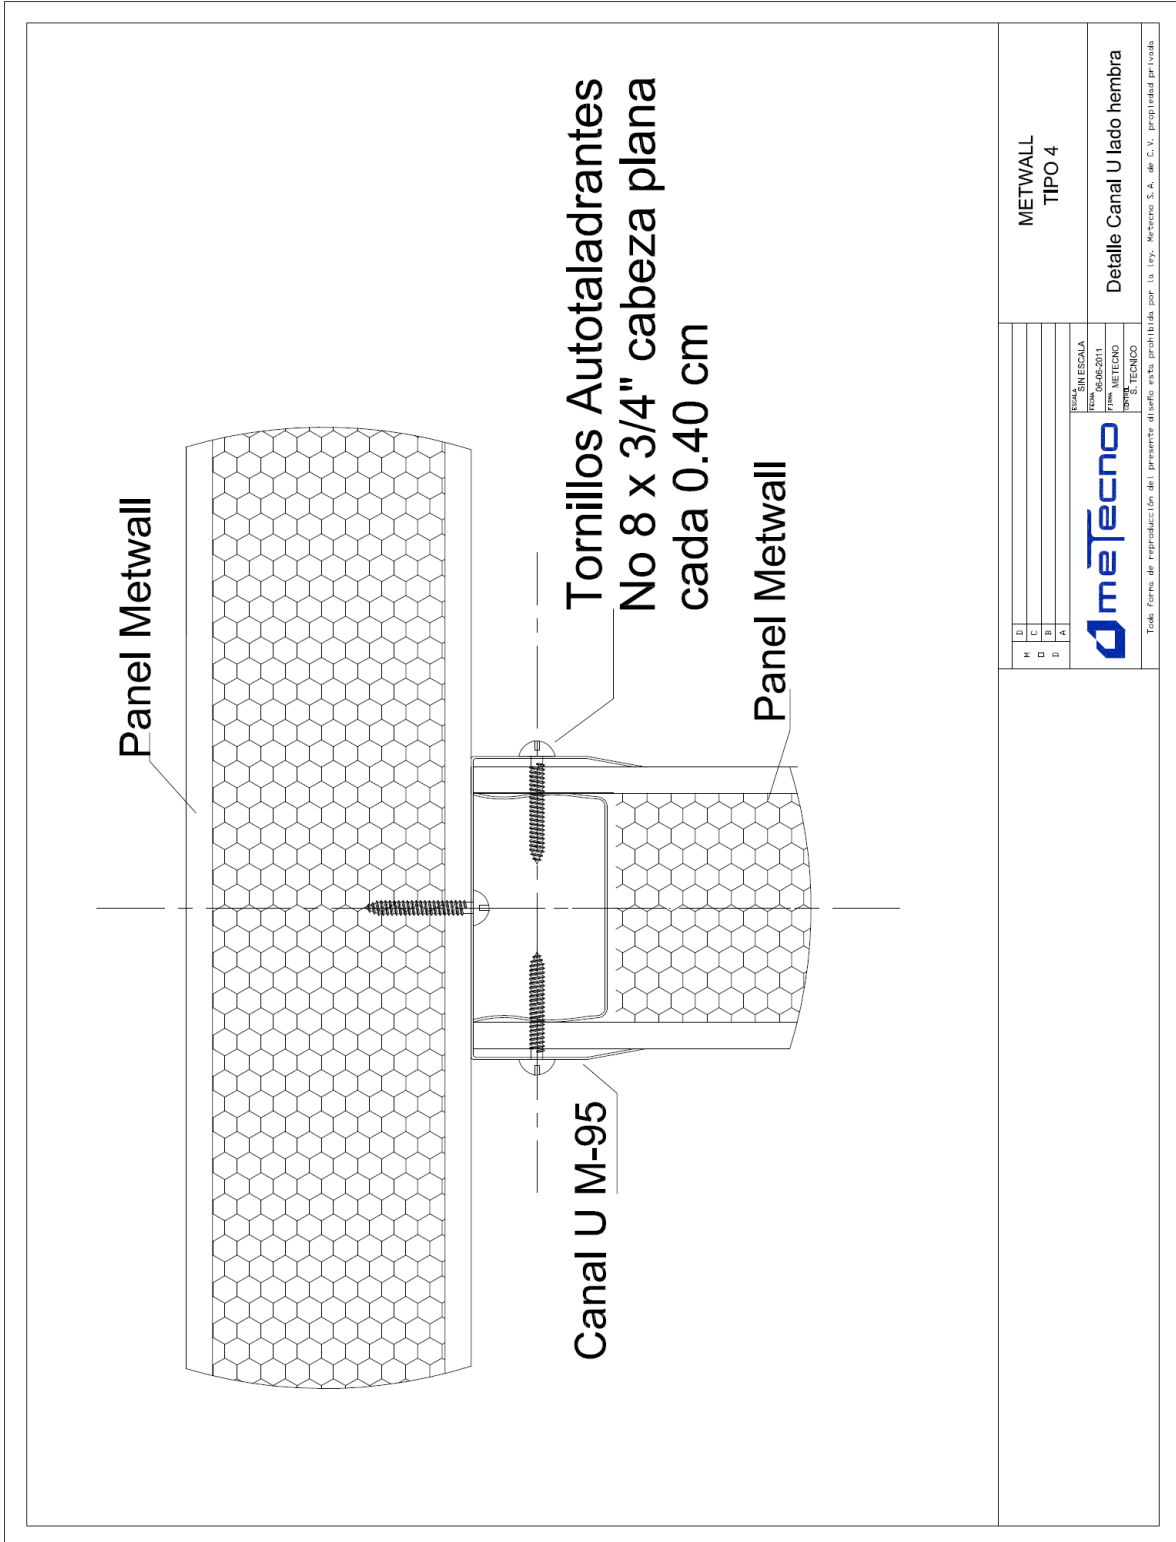 Panel Metwall
Tornillos Autotaladrantes
No 8 x 3/4" cabeza plana
cada 0.40 cm
Panel Metwall
Canal U M-95
METWALL
TIPO 4
Detalle Canal U lado hembra
M O D
D
C
B
A
ESCALA
SIN ESCALA
FECHA 06-06-2011
FIRMA METECNO
CONTROL
S. TECNICO
meTecno
Toda forma de reproducción del presente diseño esta prohibida por la ley. Metecno S.A. de C.V. propiedad privada